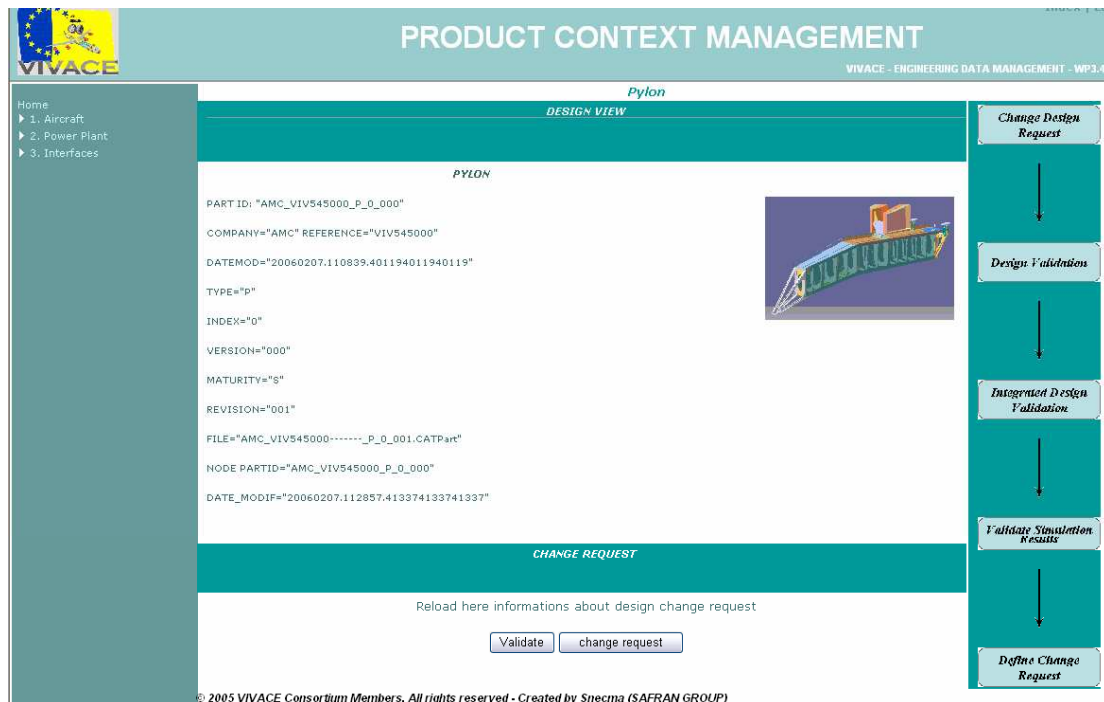 VIVACE
PRODUCT CONTEXT MANAGEMENT
VIVACE - ENGINEERING DATA MANAGEMENT - WP3.4
Home
1. Aircraft
2. Power Plant
3. Interfaces
Pylon
DESIGN VIEW
PYLON
PART ID: "AMC_VIV545000_P_0_000"
COMPANY="AMC" REFERENCE="VIV545000"
DATEMOD="20060207.110839.401194011940119"
TYPE="P"
INDEX="0"
VERSION="000"
MATURITY="S"
REVISION="001"
FILE="AMC_VIV545000-------_P_0_001.CATPart"
NODE PARTID="AMC_VIV545000_P_0_000"
DATE_MODIF="20060207.112857.413374133741337"
CHANGE REQUEST
Reload here informations about design change request
Validate change request
© 2005 VIVACE Consortium Members. All rights reserved - Created by Snecma (SAFRAN GROUP)
Change Design
Request
Design Validation
Integrated Design
Validation
Validate Simulation
Results
Define Change
Request